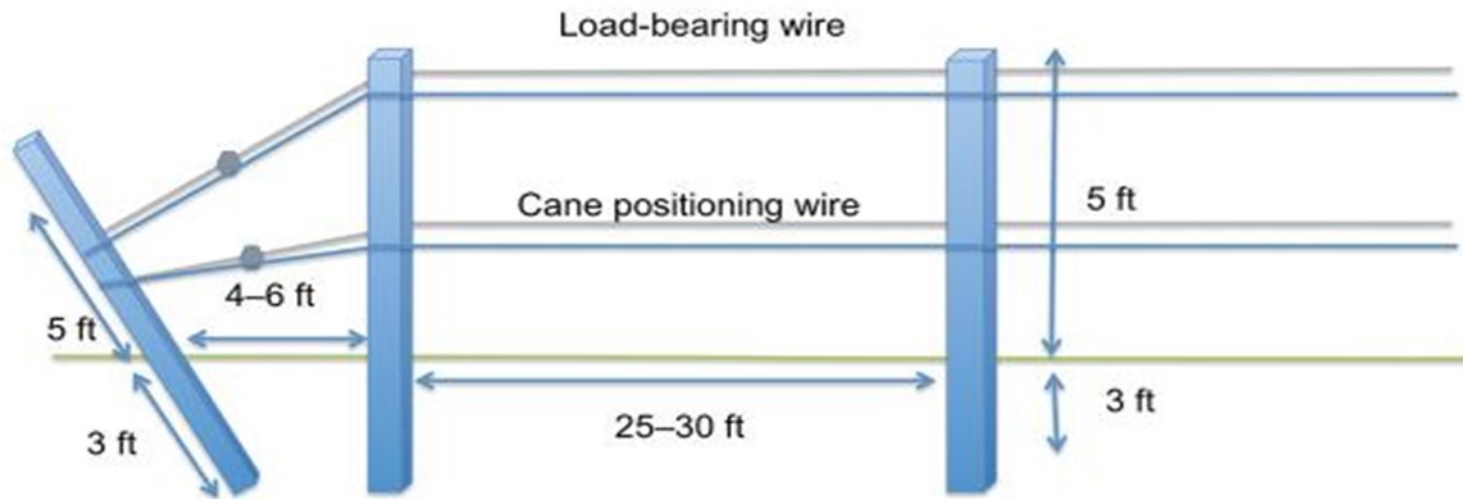 Load-bearing wire
5 ft
Cane positioning wire
4–6 ft
5 ft
3 ft
25–30 ft
3 ft